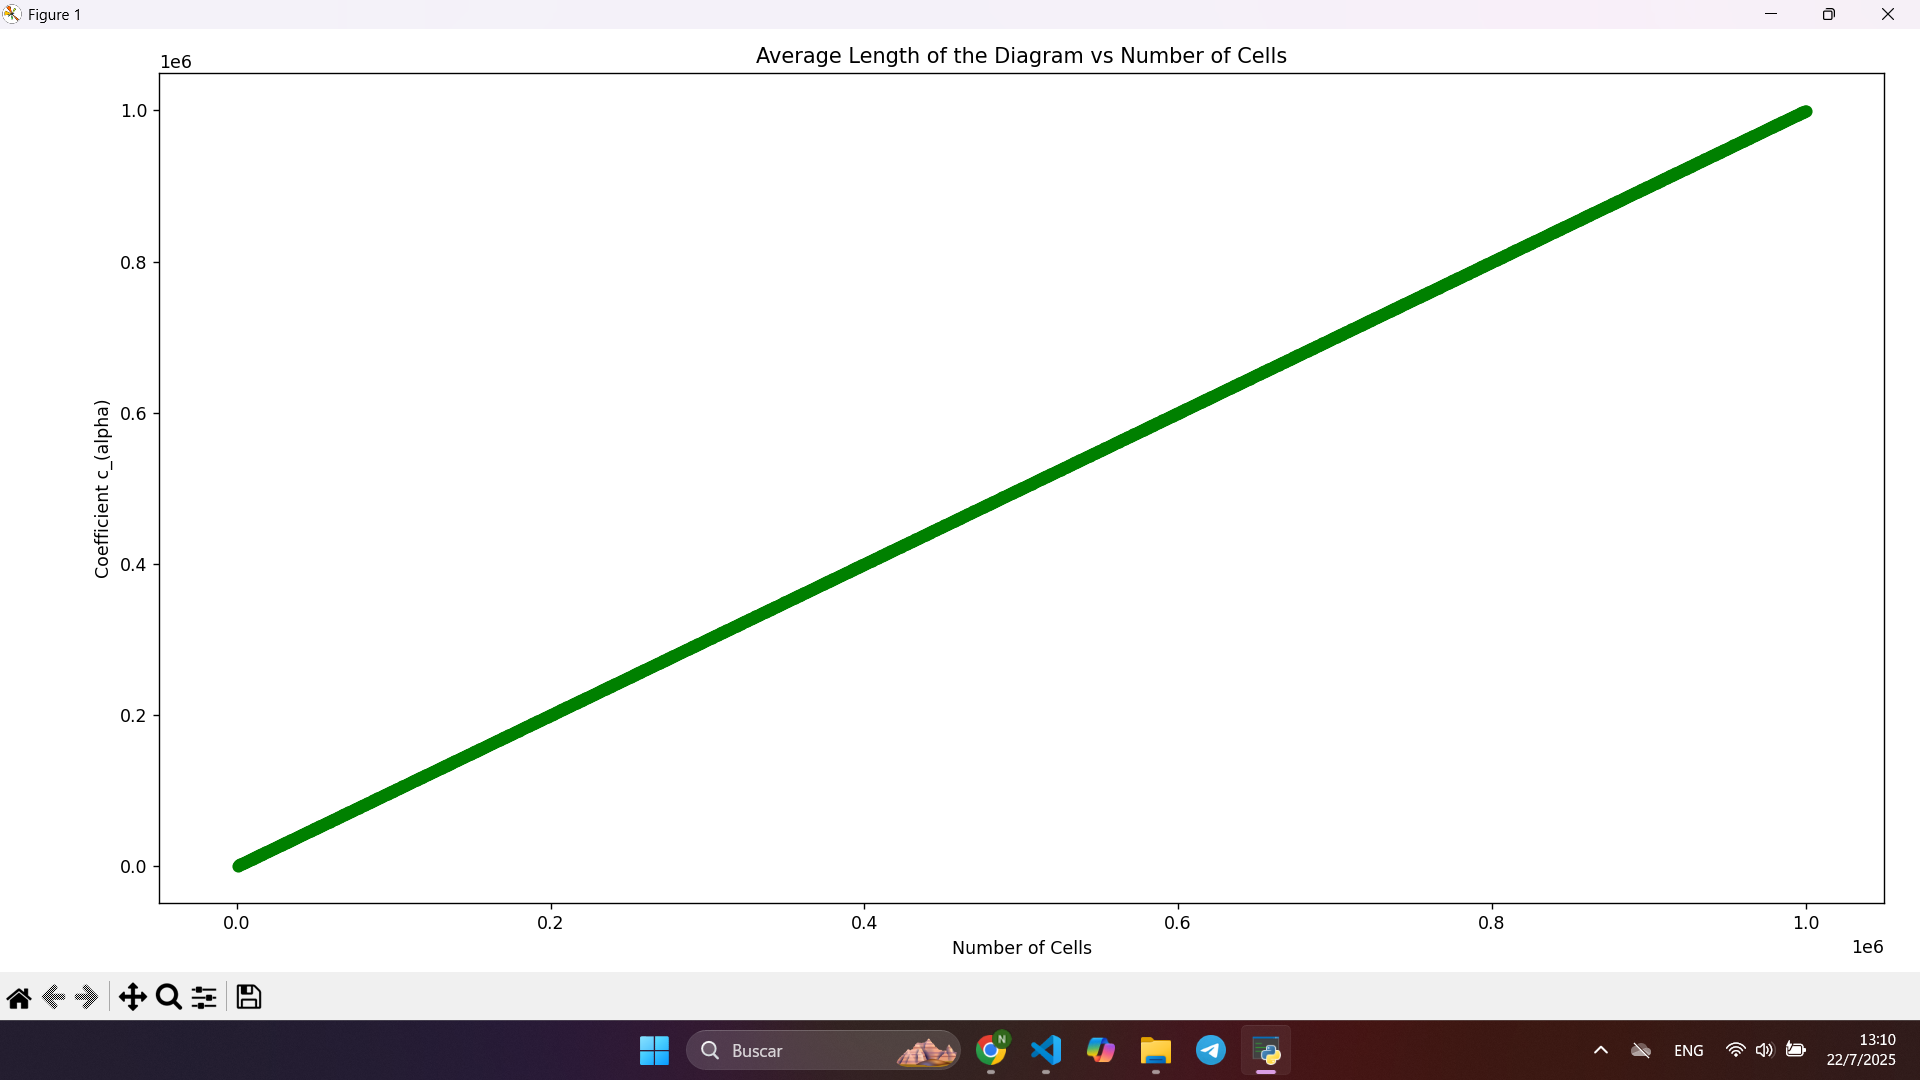 Figure 1
Average Length of the Diagram vs Number of Cells
1e6
1.0
0.8
0.6
0.4
0.2
0.0
Coefficient c_(alpha)
0.0 0.2 0.4 0.6 0.8 1.0
Number of Cells
1e6
Buscar
N
ENG
13:10
22/7/2025